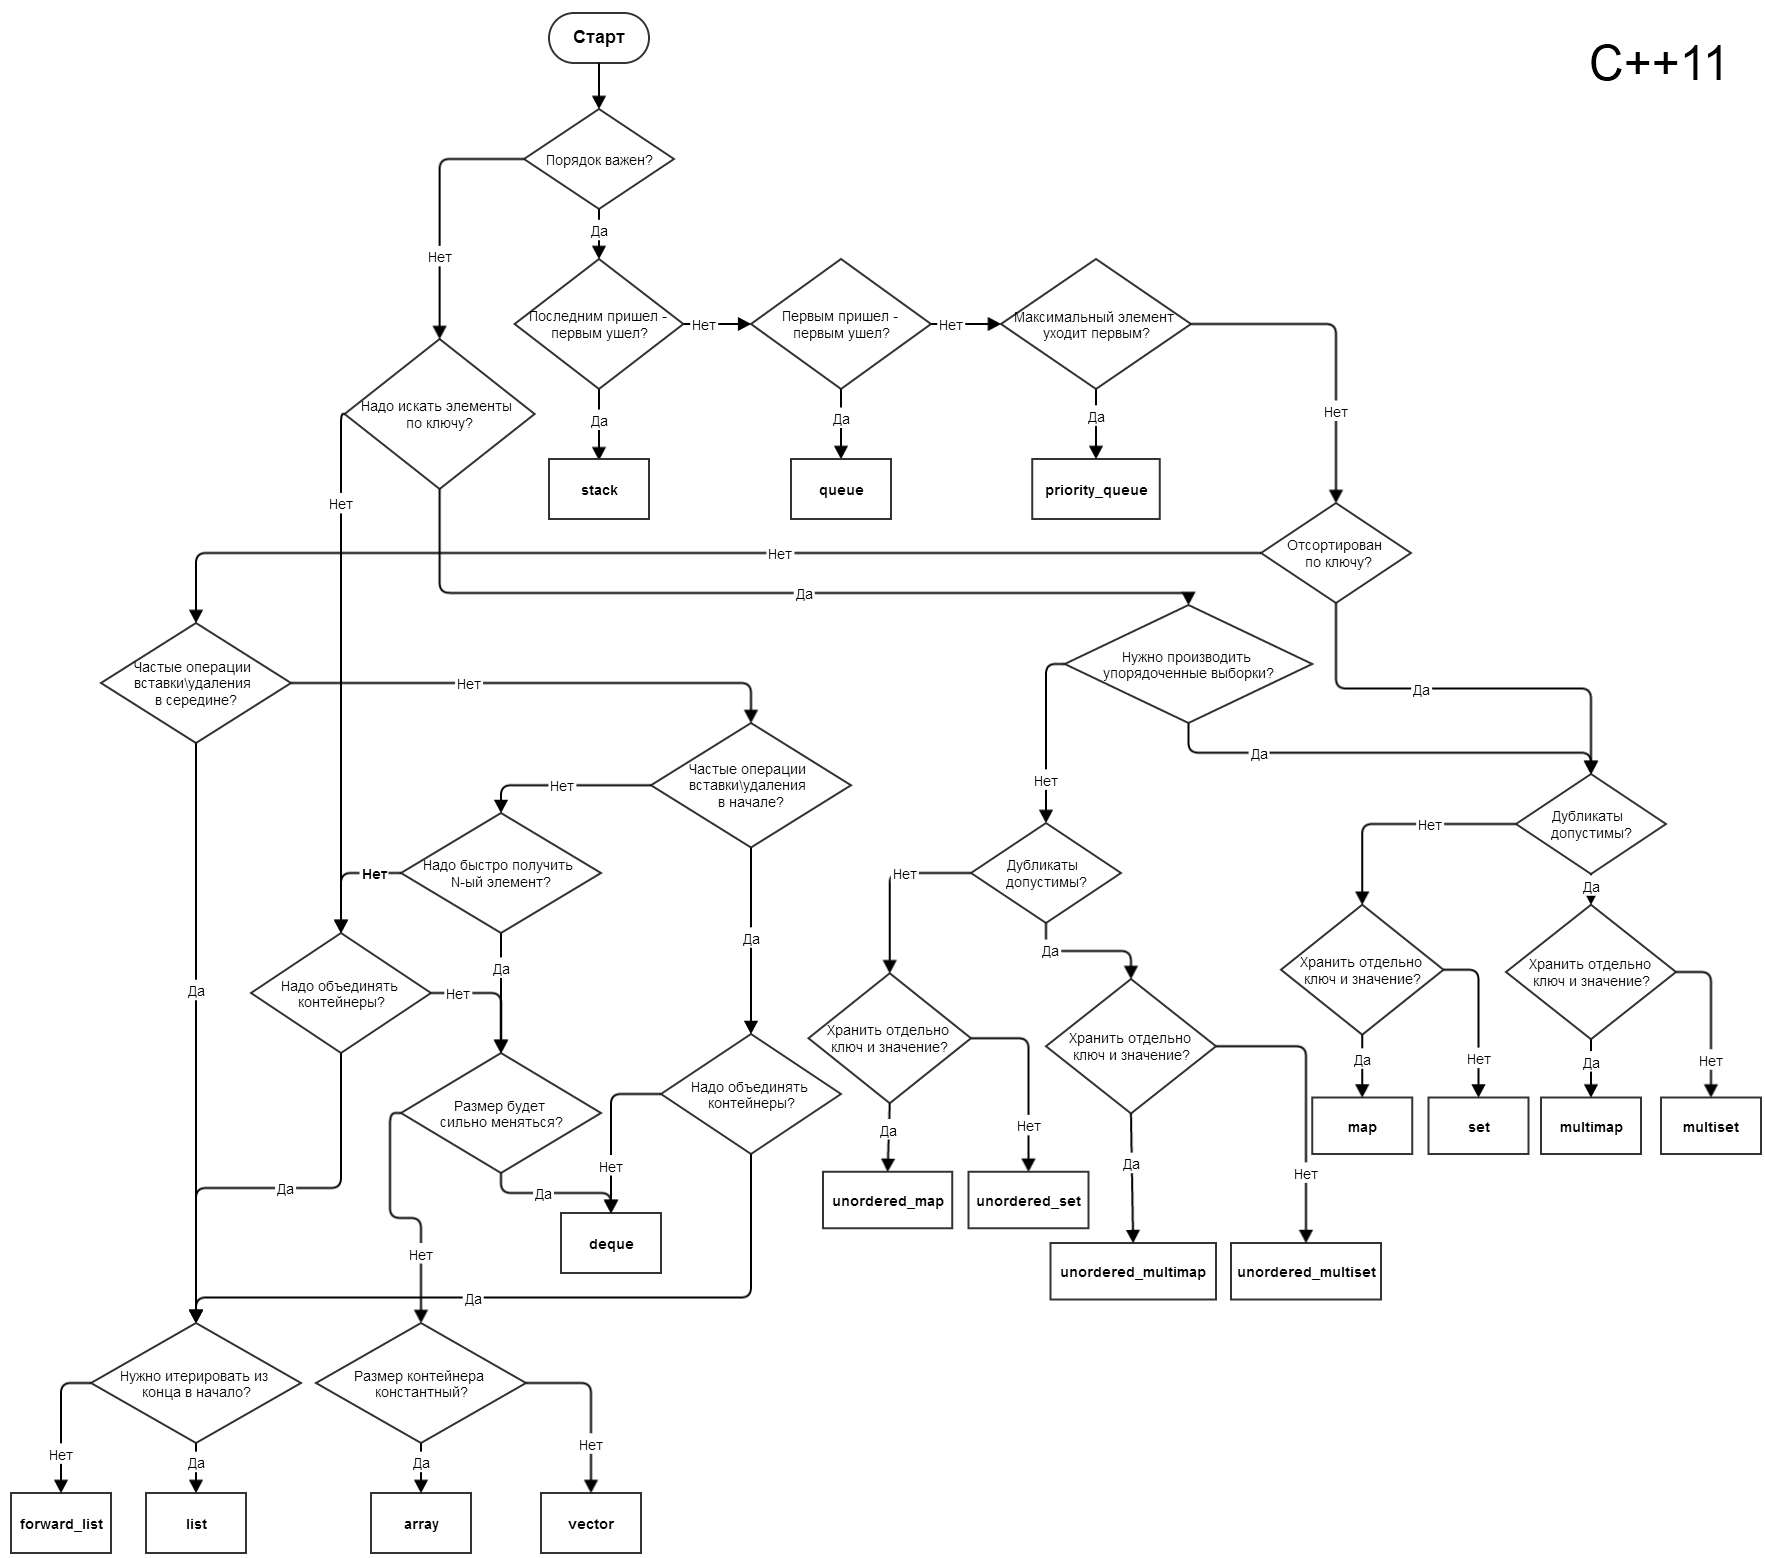 Старт
C++11
Порядок важен?
Да
Нет
Последним пришел -
первым ушел?
Нет
Первым пришел -
первым ушел?
Нет
Максимальный элемент
уходит первым?
Надо искать элементы
по ключу?
Да
Да
Да
Нет
stack
queue
priority_queue
Нет
Отсортирован
по ключу?
Нет
Да
Частые операции
вставки\удаления
в середине?
Нет
Нужно производить
упорядоченные выборки?
Да
Да
Частые операции
вставки\удаления
в начале?
Нет
Нет
Дубликаты
допустимы?
Нет
Надо быстро получить
N-ый элемент?
Нет
Дубликаты
допустимы?
Нет
Да
Да
Да
Надо объединять
контейнеры?
Нет
Да
Да
Хранить отдельно
ключ и значение?
Хранить отдельно
ключ и значение?
Хранить отдельно
ключ и значение?
Хранить отдельно
ключ и значение?
Да
Нет
Да
Нет
Размер будет
сильно меняться?
Надо объединять
контейнеры?
map
set
multimap
multiset
Да
Нет
Да
Нет
Нет
Да
Да
unordered_map
unordered_set
deque
Нет
unordered_multimap
unordered_multiset
Да
Нужно итерировать из
конца в начало?
Размер контейнера
константный?
Нет
Да
Да
Нет
forward_list
list
array
vector